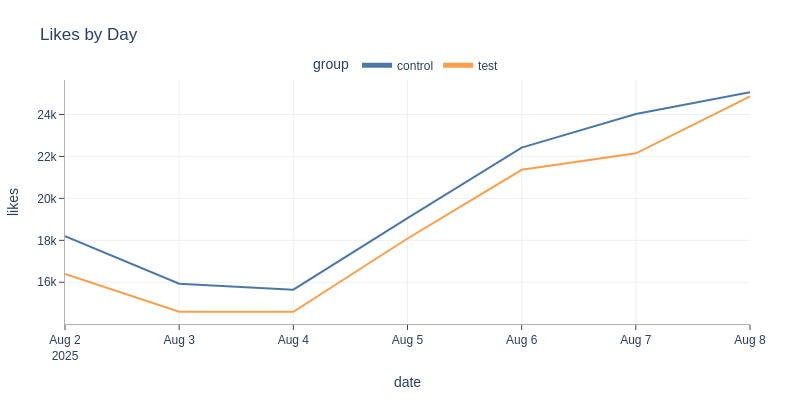 Likes by Day
group control test
24k
22k
20k
18k
16k
likes
Aug 2 Aug 3 Aug 4 Aug 5 Aug 6 Aug 7 Aug 8
2025
date